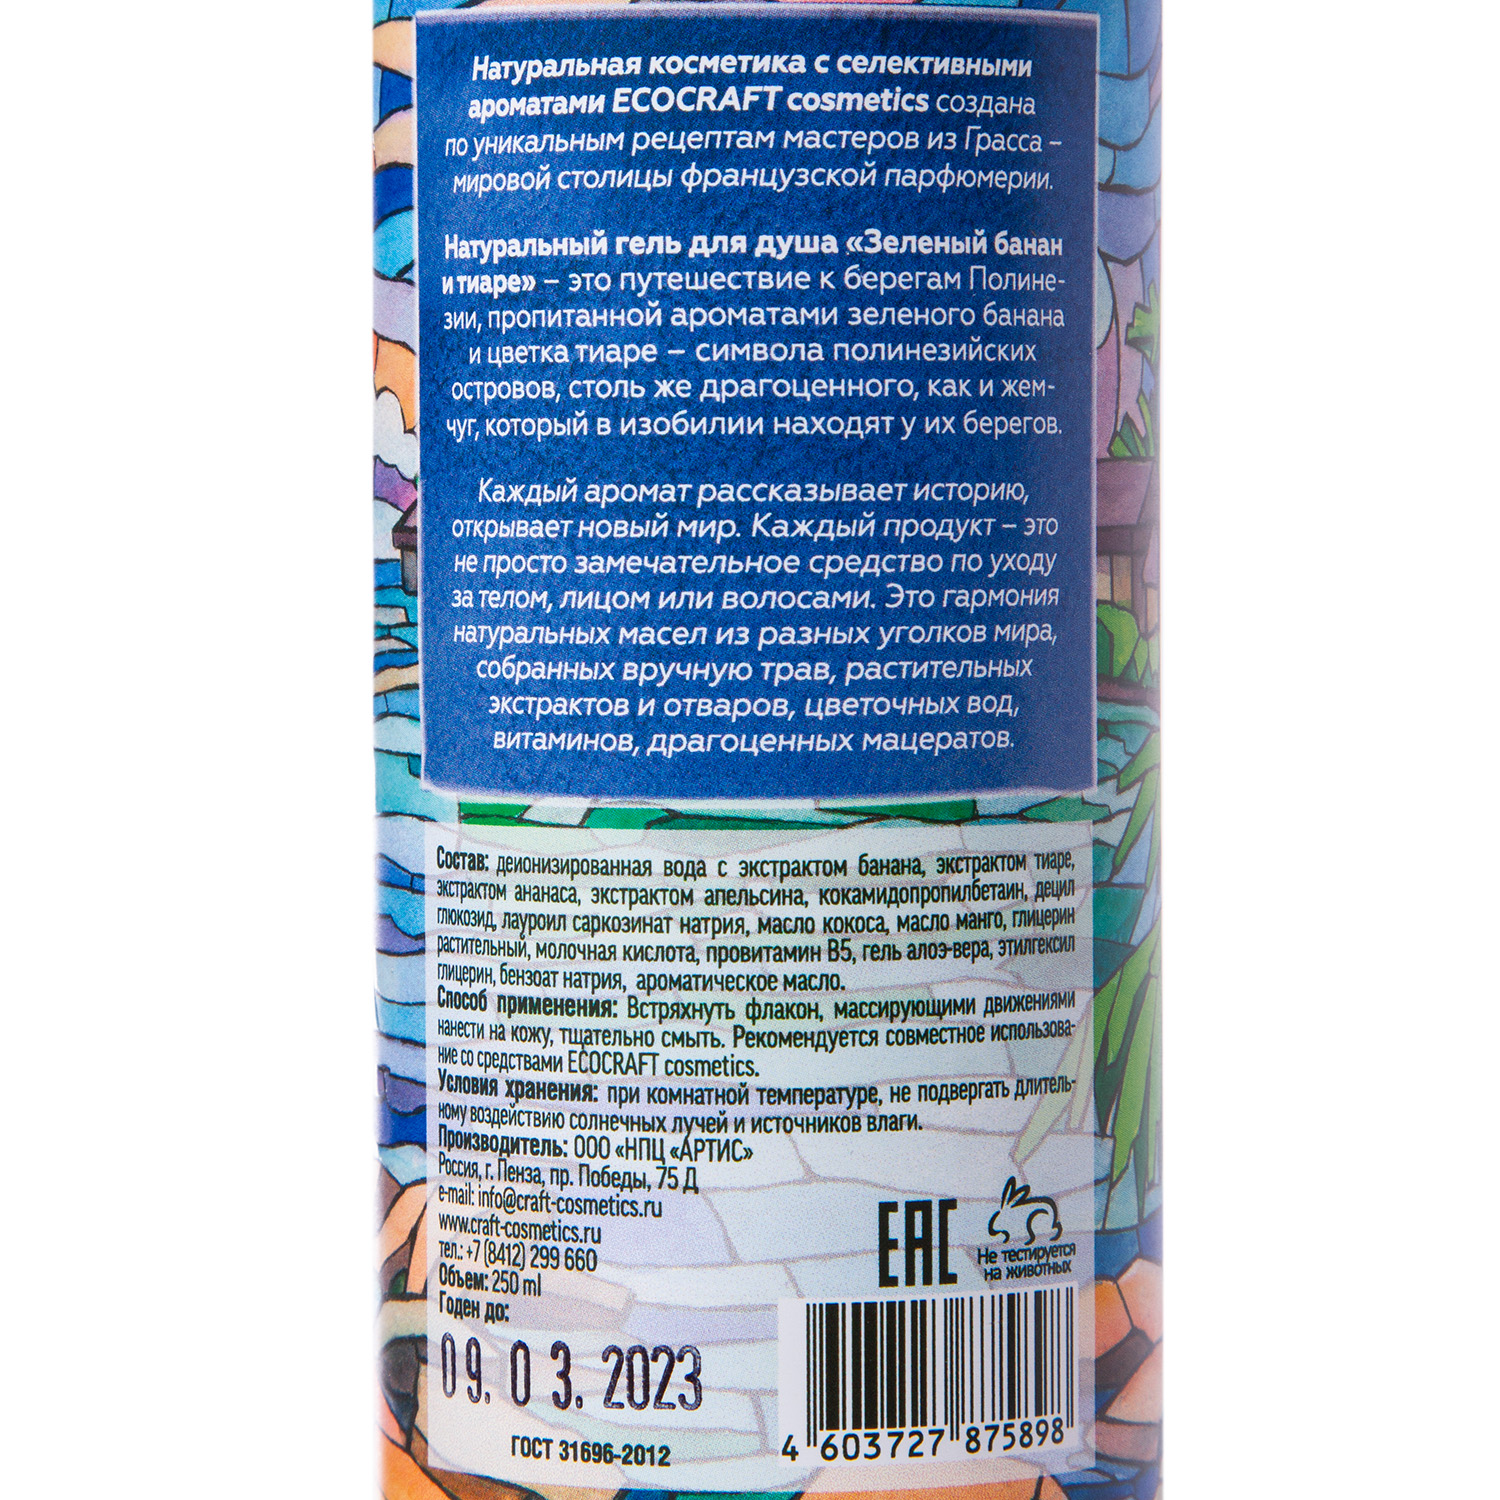 Натуральная косметика с селективными
ароматами ECOCRAFT cosmetics создана
по уникальным рецептам мастеров из Грасса –
мировой столицы французской парфюмерии.
Натуральный гель для душа «Зеленый банан
и тиаре» – это путешествие к берегам Полине-
зии, пропитанной ароматами зеленого банана
и цветка тиаре – символа полинезийских
островов, столь же драгоценного, как и жем-
чуг, который в изобилии находят у их берегов.
Каждый аромат рассказывает историю,
открывает новый мир. Каждый продукт – это
не просто замечательное средство по уходу
за телом, лицом или волосами. Это гармония
натуральных масел из разных уголков мира,
собранных вручную трав, растительных
экстрактов и отваров, цветочных вод,
витаминов, драгоценных мацератов.
Состав: деионизированная вода с экстрактом банана, экстрактом тиаре,
экстрактом ананаса, экстрактом апельсина, кокамидопропилбетаин, децил
глюкозид, лауроил саркозинат натрия, масло кокоса, масло манго, глицерин
растительный, молочная кислота, провитамин В5, гель алоэ-вера, этилгексил
глицерин, бензоат натрия, ароматическое масло.
Способ применения: Встряхнуть флакон, массирующими движениями
нанести на кожу, тщательно смыть. Рекомендуется совместное использова-
ние со средствами ECOCRAFT cosmetics.
Условия хранения: при комнатной температуре, не подвергать длитель-
ному воздействию солнечных лучей и источников влаги.
Производитель: ООО «НПЦ «АРТИС»
Россия, г. Пенза, пр. Победы, 75 Д
e-mail: info@craft-cosmetics.ru
www.craft-cosmetics.ru
тел.: +7 (8412) 299 660
Объем: 250 ml
Годен до:
09. 03. 2023
ГОСТ 31696-2012
EAC
Не тестируется
на животных
4 603727 875898